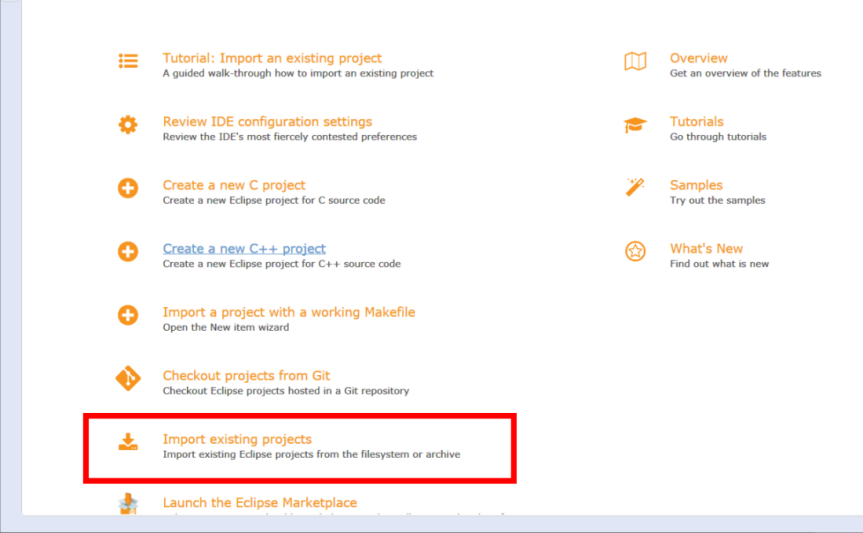 Tutorial: Import an existing project
A guided walk-through how to import an existing project
Review IDE configuration settings
Review the IDE's most fiercely contested preferences
Create a new C project
Create a new Eclipse project for C source code
Create a new C++ project
Create a new Eclipse project for C++ source code
Import a project with a working Makefile
Open the New item wizard
Checkout projects from Git
Checkout Eclipse projects hosted in a Git repository
Import existing projects
Import existing Eclipse projects from the filesystem or archive
Launch the Eclipse Marketplace
Overview
Get an overview of the features
Tutorials
Go through tutorials
Samples
Try out the samples
What's New
Find out what is new